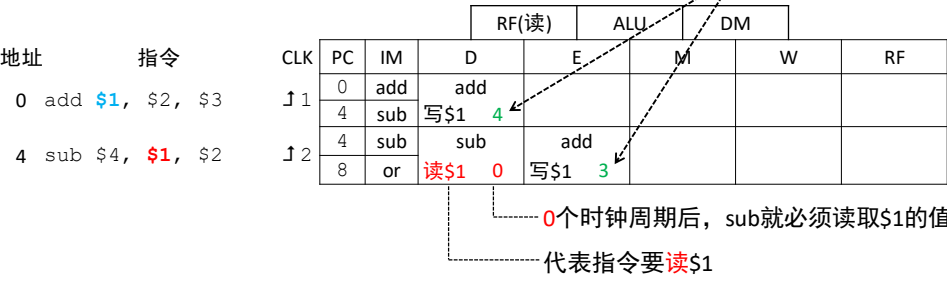 RF(读) ALU DM
地址 指令 CLK PC IM D E M W RF
0 add $1, $2, $3 1 0 add add
4 sub 写$1 4
4 sub $4, $1, $2 2 4 sub sub add
8 or 读$1 0 写$1 3
0个时钟周期后，sub就必须读取$1的值
代表指令要读$1